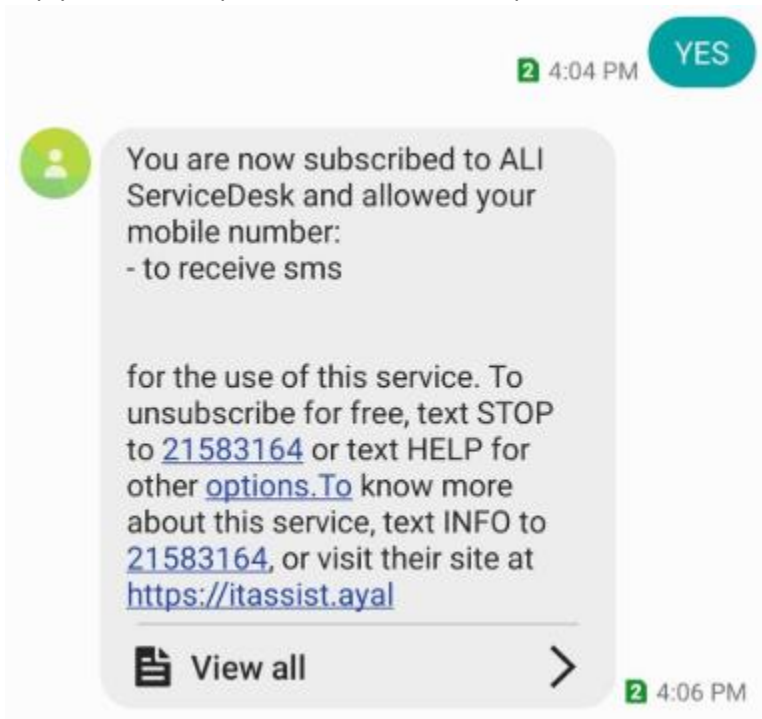 YES
2 4:04 PM
You are now subscribed to ALI
ServiceDesk and allowed your
mobile number:
- to receive sms
for the use of this service. To
unsubscribe for free, text STOP
to 21583164 or text HELP for
other options.To know more
about this service, text INFO to
21583164, or visit their site at
https://itassist.ayal
View all
2 4:06 PM